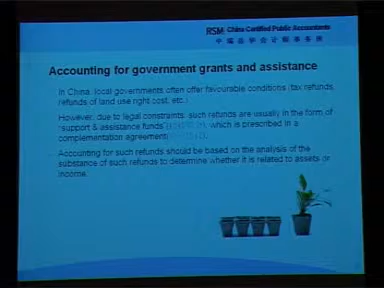 RSM China Certified Public Accountants
Accounting for government grants and assistance
In China, local governments often offer favourable conditions (tax refunds,
refunds of land use right cost, etc.)
However, due to legal constraints, such refunds are usually in the form of
"support & assistance funds", which is prescribed in a
complementation agreement
Accounting for such refunds should be based on the analysis of the
substance of such refunds to determine whether it is related to assets or
income.